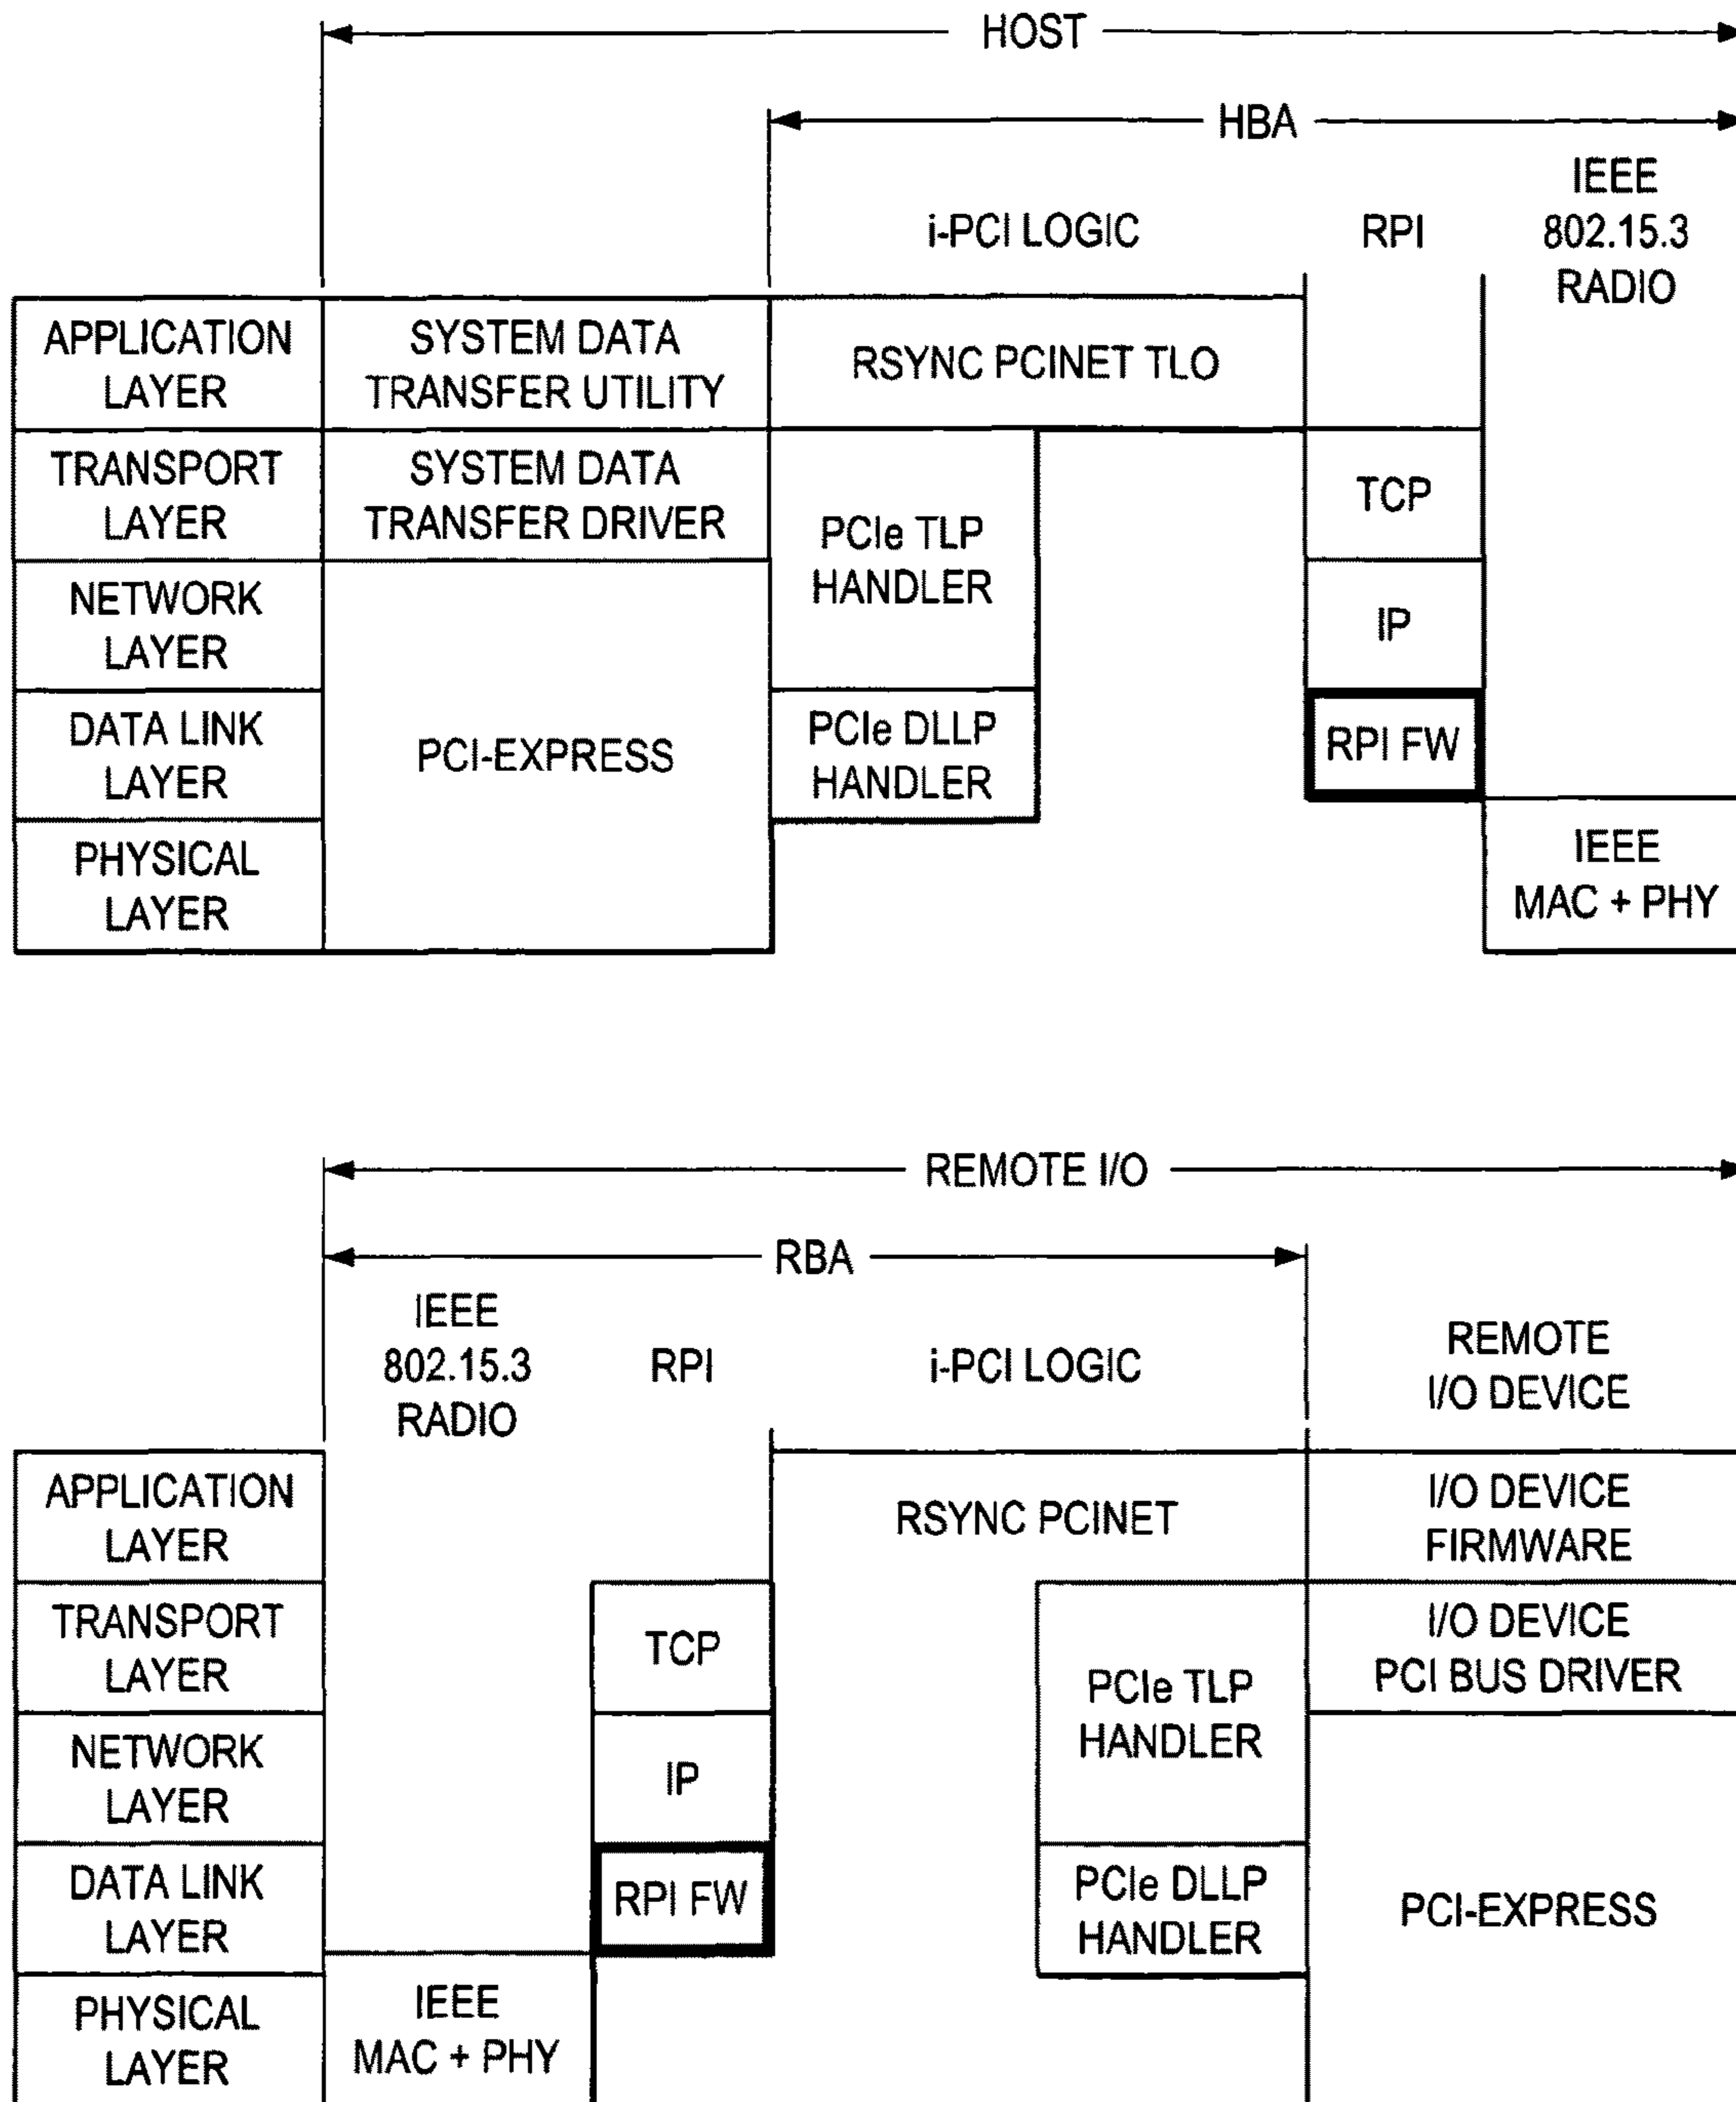 HOST
HBA
i-PCI LOGIC
RPI
IEEE
802.15.3
RADIO
APPLICATION
LAYER
SYSTEM DATA
TRANSFER UTILITY
RSYNC PCINET TLO
TRANSPORT
LAYER
SYSTEM DATA
TRANSFER DRIVER
PCIe TLP
HANDLER
TCP
NETWORK
LAYER
IP
DATA LINK
LAYER
PCI-EXPRESS
PCIe DLLP
HANDLER
RPI FW
PHYSICAL
LAYER
IEEE
MAC + PHY
REMOTE I/O
RBA
IEEE
802.15.3
RADIO
RPI
i-PCI LOGIC
REMOTE
I/O DEVICE
APPLICATION
LAYER
RSYNC PCINET
I/O DEVICE
FIRMWARE
TRANSPORT
LAYER
TCP
PCIe TLP
HANDLER
I/O DEVICE
PCI BUS DRIVER
NETWORK
LAYER
IP
DATA LINK
LAYER
RPI FW
PCIe DLLP
HANDLER
PCI-EXPRESS
PHYSICAL
LAYER
IEEE
MAC + PHY